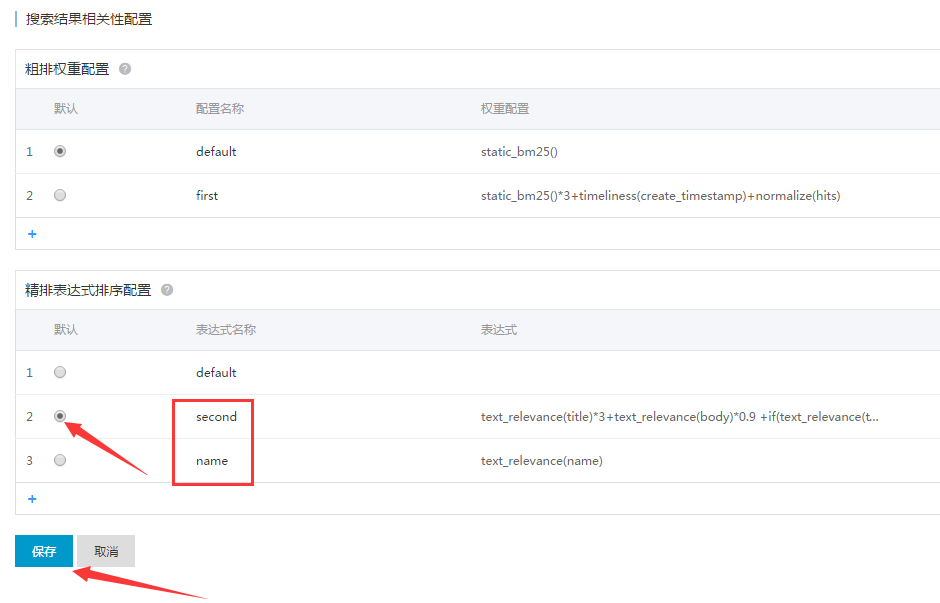 搜索结果相关性配置
粗排权重配置 ?
默认 配置名称 权重配置
1 default static_bm25()
2 first static_bm25()*3+timeliness(create_timestamp)+normalize(hits)
+
精排表达式排序配置 ?
默认 表达式名称 表达式
1 default
2 second text_relevance(title)*3+text_relevance(body)*0.9 +if(text_relevance(t...
3 name text_relevance(name)
+
保存 取消